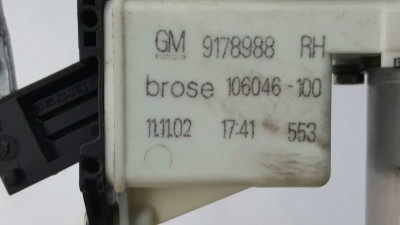 GM 9178988 RH
brose 106046-100
11.11.02 17:41 553